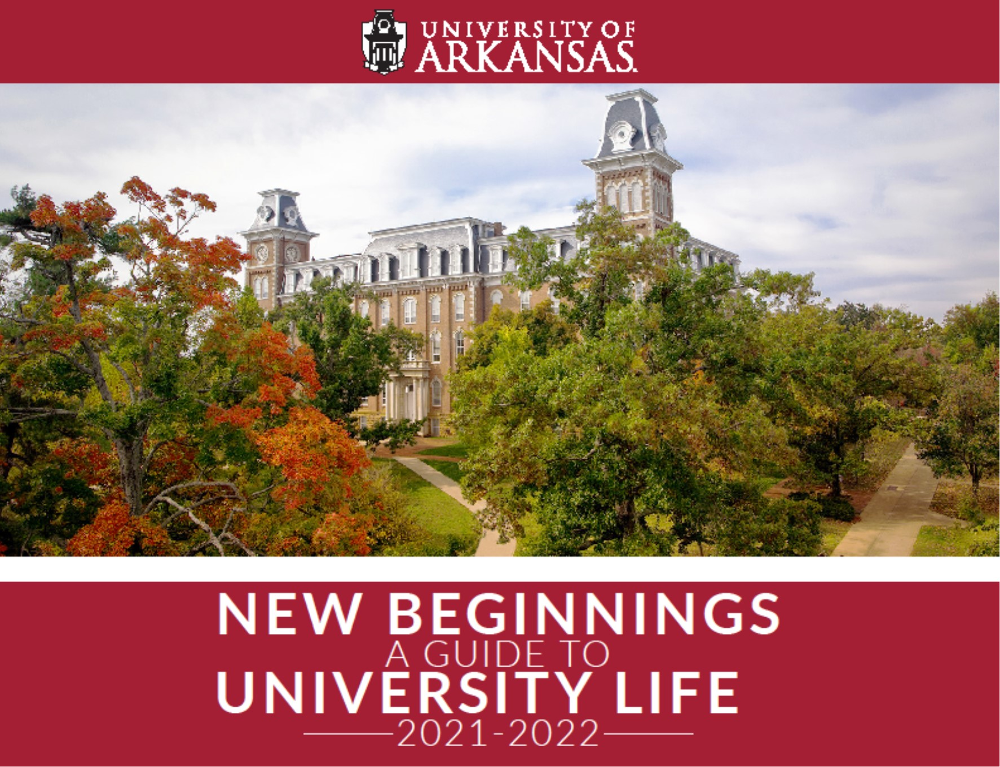 UNIVERSITY OF
ARKANSAS.
NEW BEGINNINGS
A GUIDE TO
UNIVERSITY LIFE
2021-2022